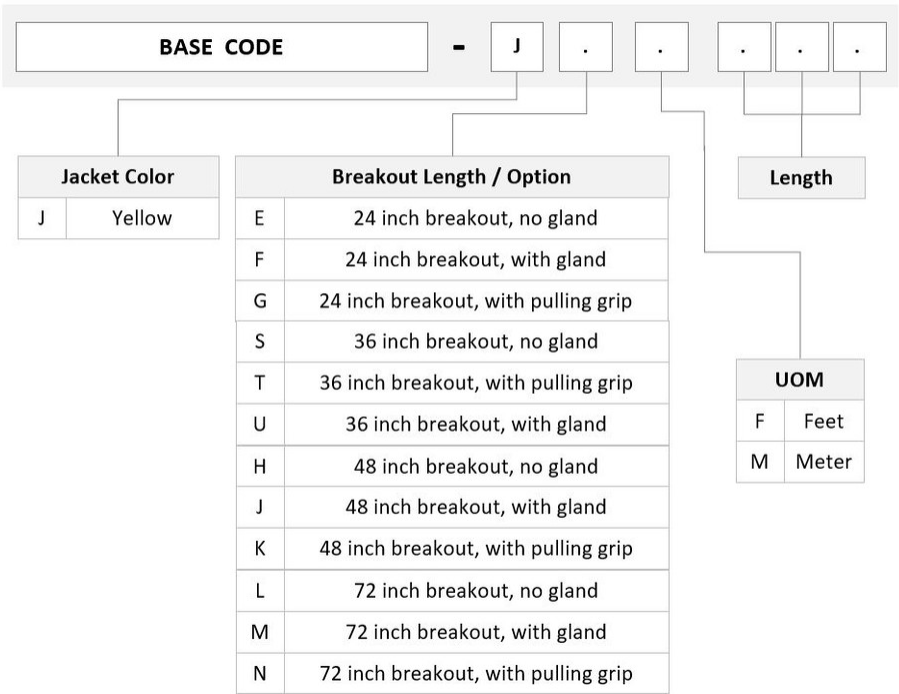 BASE CODE - J . . . . .
Jacket Color
J Yellow
Breakout Length / Option
E 24 inch breakout, no gland
F 24 inch breakout, with gland
G 24 inch breakout, with pulling grip
S 36 inch breakout, no gland
T 36 inch breakout, with pulling grip
U 36 inch breakout, with gland
H 48 inch breakout, no gland
J 48 inch breakout, with gland
K 48 inch breakout, with pulling grip
L 72 inch breakout, no gland
M 72 inch breakout, with gland
N 72 inch breakout, with pulling grip
Length
UOM
F Feet
M Meter